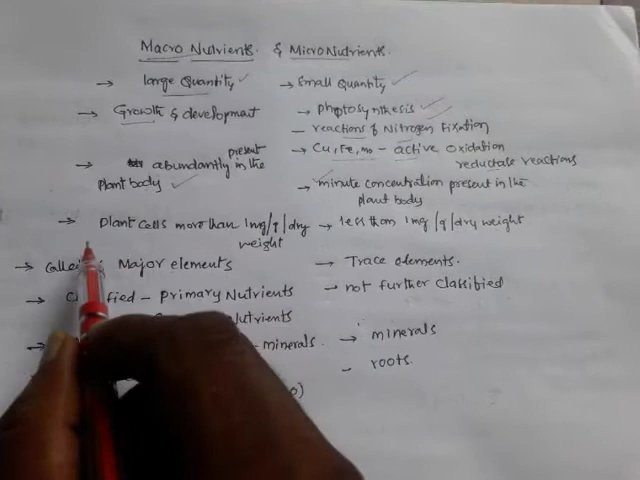 Macro Nutrients & MicroNutrients.
→ large Quantity → Small Quantity
→ Growth & development → Photosynthesis
– reactions of Nitrogen Fixation
– Cu, Fe, mo – active Oxidation
reductase reactions
→ abundantly present in the
plant body
→ minute concentration present in the
plant body
→ Plant Cells more than 1mg/g/dry
weight
→ less than 1mg/g/dry weight
→ Major elements → Trace elements.
→ – Primary Nutrients → not further Classified
– minerals. → minerals
– roots.